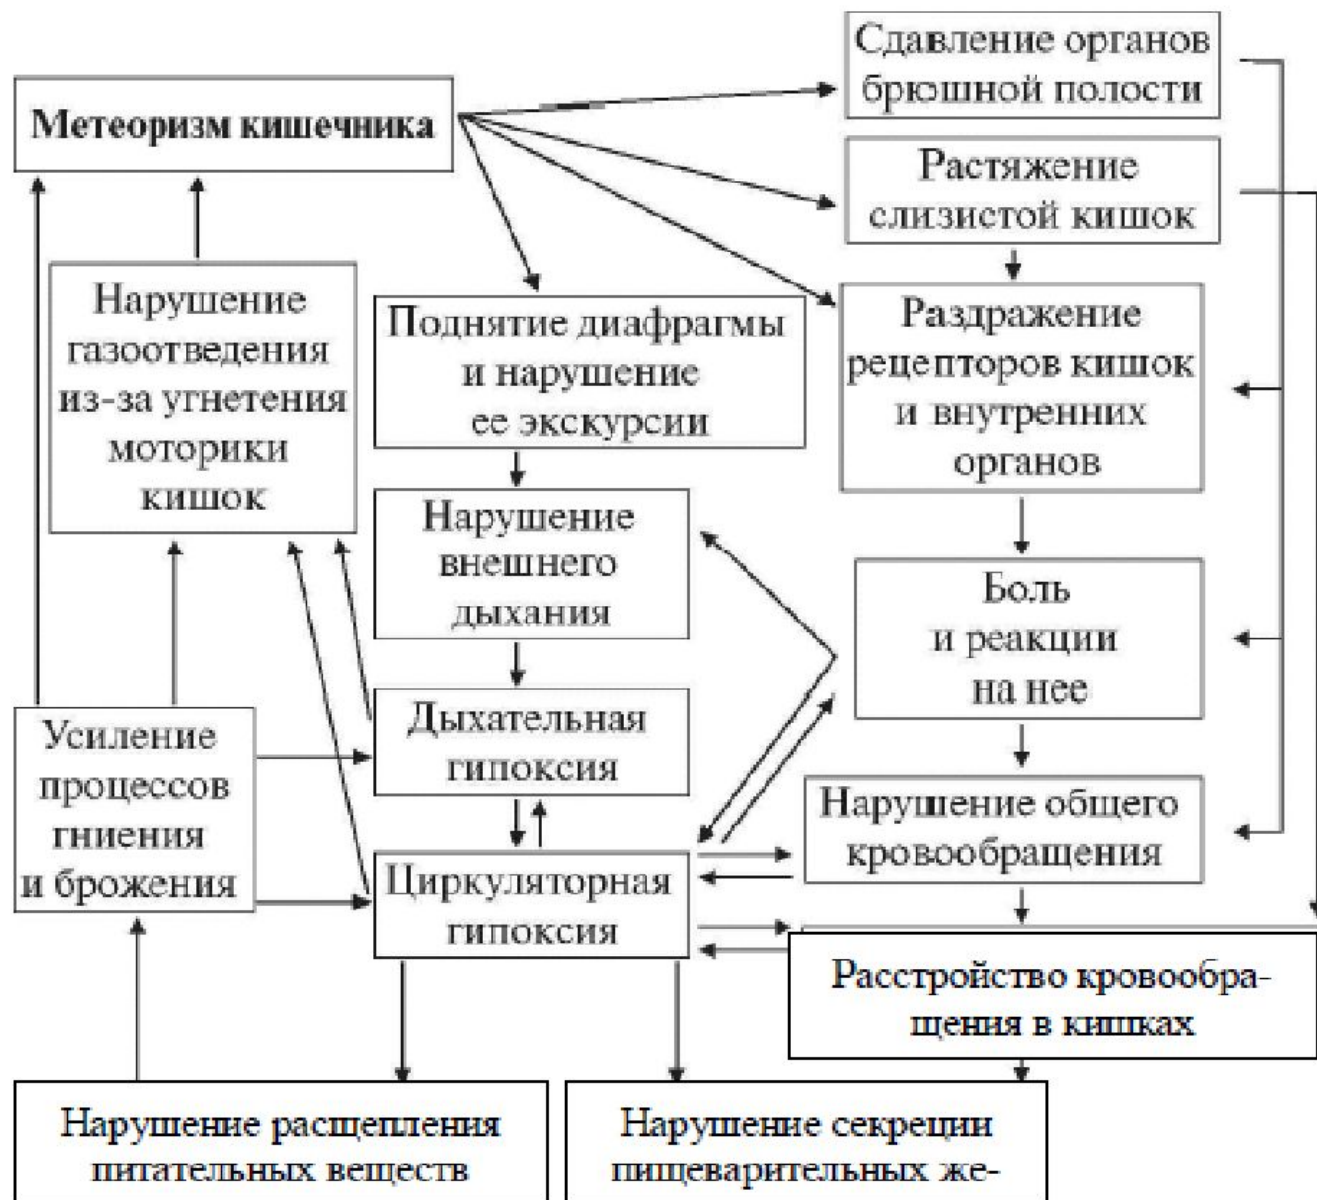 Сдавление органов
брюшной полости
Метеоризм кишечника
Растяжение
слизистой кишок
Нарушение
газоотведения
из-за угнетения
моторики
кишок
Поднятие диафрагмы
и нарушение
ее экскурсии
Раздражение
рецепторов кишок
и внутренних
органов
Нарушение
внешнего
дыхания
Боль
и реакции
на нее
Усиление
процессов
гниения
и брожения
Дыхательная
гипоксия
Нарушение общего
кровообращения
Циркуляторная
гипоксия
Расстройство кровообра-
щения в кишках
Нарушение расщепления
питательных веществ
Нарушение секреции
пищеварительных же-